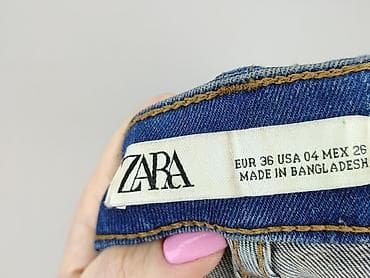 ZARA
EUR 36 USA 04 MEX 26
MADE IN BANGLADESH